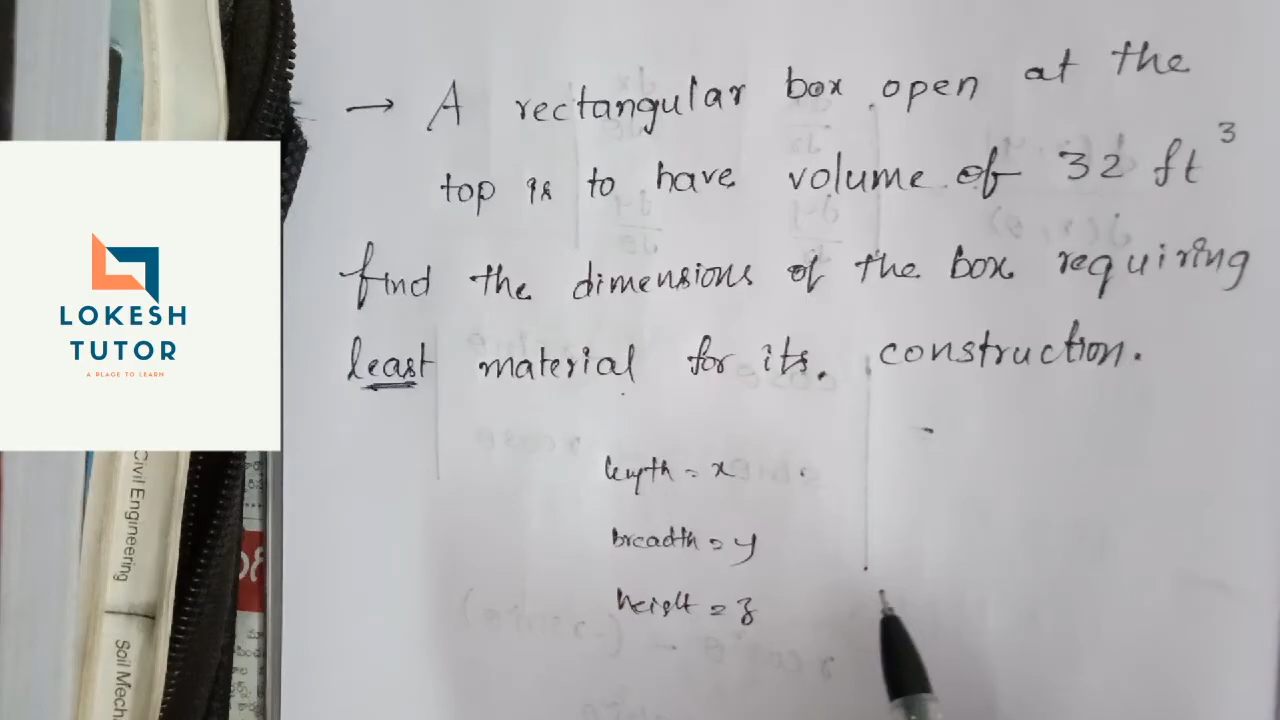 → A rectangular box open at the
top is to have volume of 32 ft³
find the dimensions of the box requiring
least material for its. construction.
length = x
breadth = y
height = z
LOKESH
TUTOR
A PLACE TO LEARN
Civil Engineering
Soil Mech